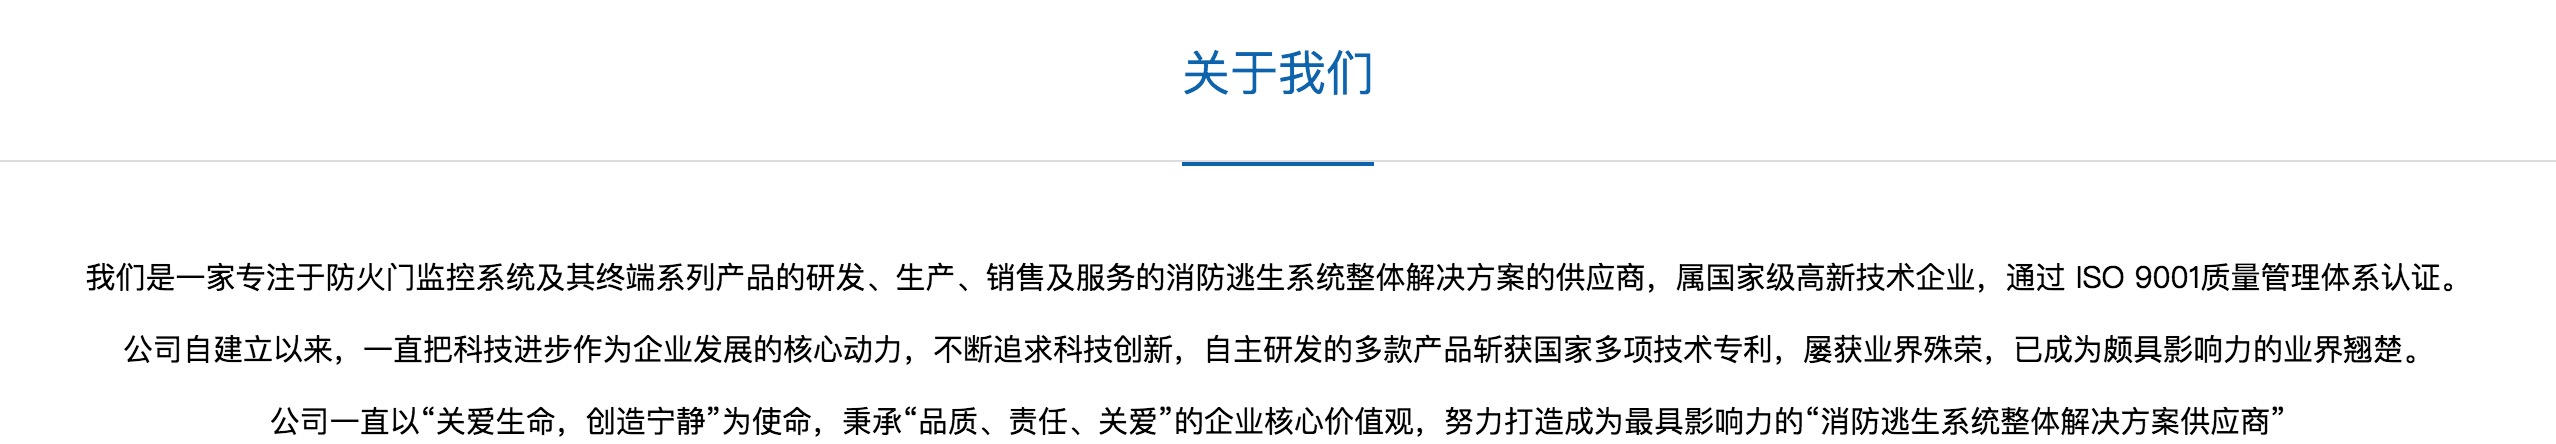 关于我们
我们是一家专注于防火门监控系统及其终端系列产品的研发、生产、销售及服务的消防逃生系统整体解决方案的供应商，属国家级高新技术企业，通过 ISO 9001质量管理体系认证。
公司自建立以来，一直把科技进步作为企业发展的核心动力，不断追求科技创新，自主研发的多款产品斩获国家多项技术专利，屡获业界殊荣，已成为颇具影响力的业界翘楚。
公司一直以“关爱生命，创造宁静”为使命，秉承“品质、责任、关爱”的企业核心价值观，努力打造成为最具影响力的“消防逃生系统整体解决方案供应商”